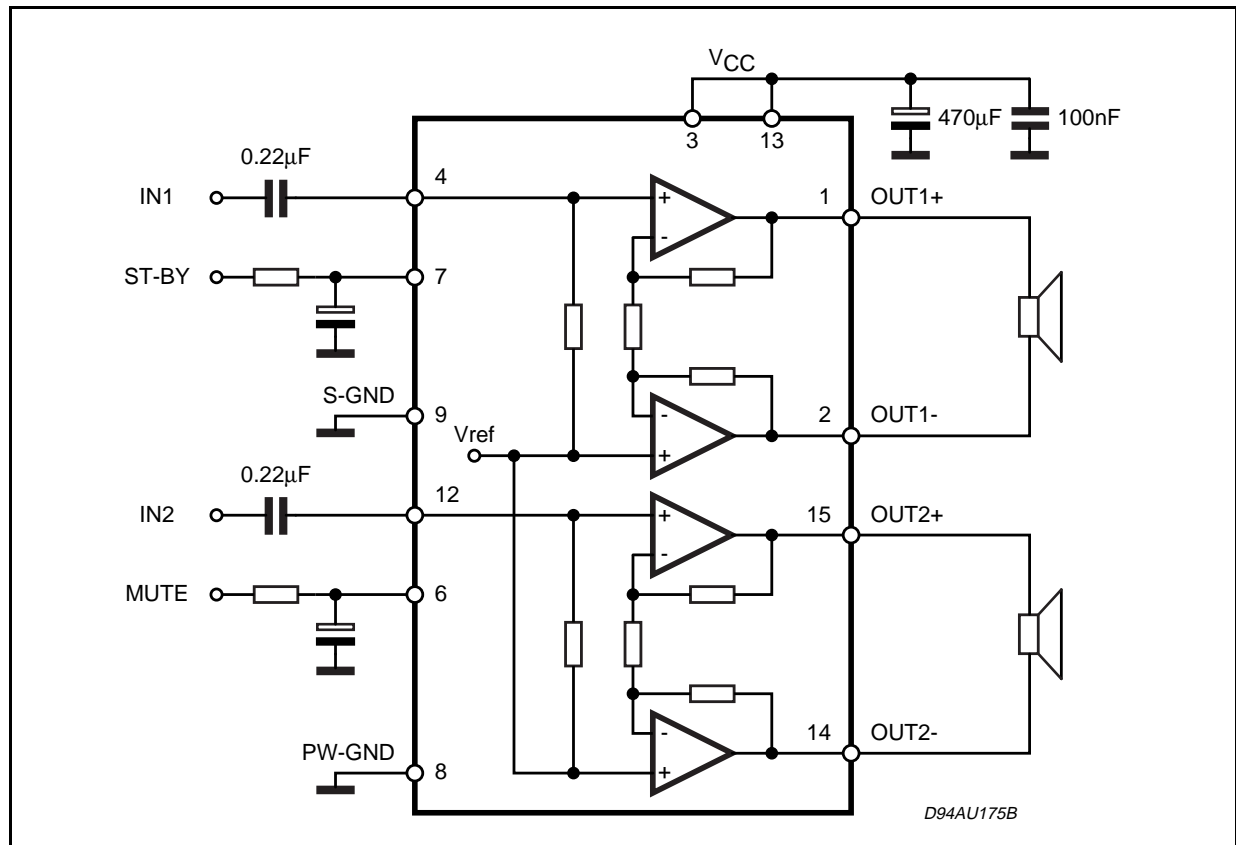 VCC
470µF
100nF
3
13
0.22µF
IN1
4
+
-
1
OUT1+
ST-BY
7
S-GND
9
Vref
-
+
2
OUT1-
0.22µF
IN2
12
+
-
15
OUT2+
MUTE
6
PW-GND
8
-
+
14
OUT2-
D94AU175B